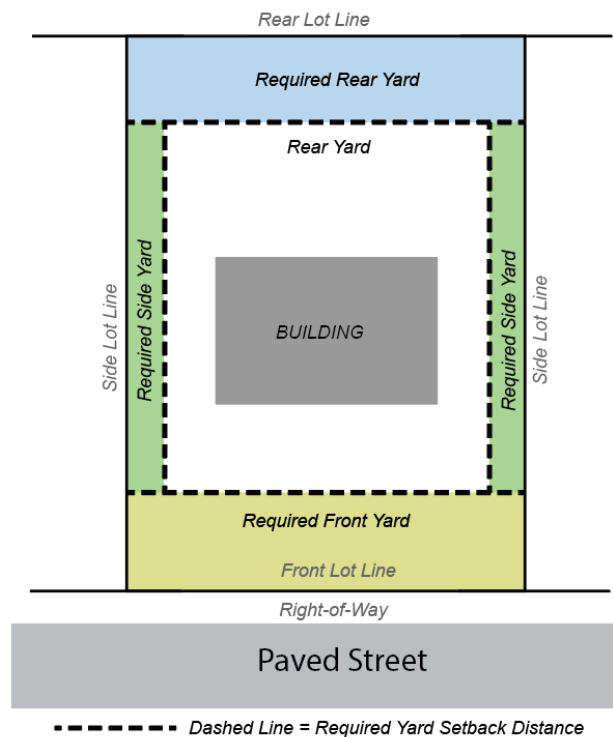 Rear Lot Line
Required Rear Yard
Rear Yard
Side Lot Line
Required Side Yard
BUILDING
Required Side Yard
Side Lot Line
Required Front Yard
Front Lot Line
Right-of-Way
Paved Street
Dashed Line = Required Yard Setback Distance